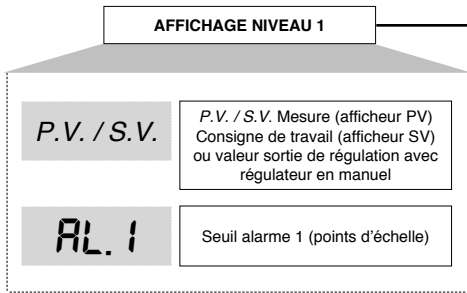 AFFICHAGE NIVEAU 1
P.V. / S.V.
P.V. / S.V. Mesure (afficheur PV)
Consigne de travail (afficheur SV)
ou valeur sortie de régulation avec
régulateur en manuel
AL. 1
Seuil alarme 1 (points d'échelle)